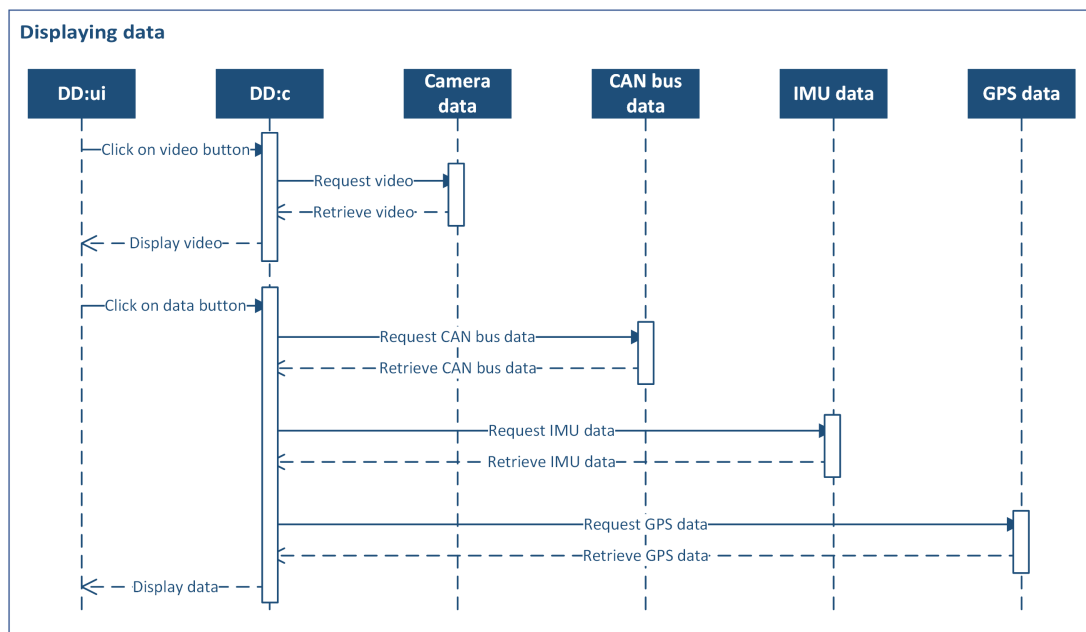 Displaying data
DD:ui
DD:c
Camera
data
CAN bus
data
IMU data
GPS data
Click on video button
Request video
Retrieve video
Display video
Click on data button
Request CAN bus data
Retrieve CAN bus data
Request IMU data
Retrieve IMU data
Request GPS data
Retrieve GPS data
Display data